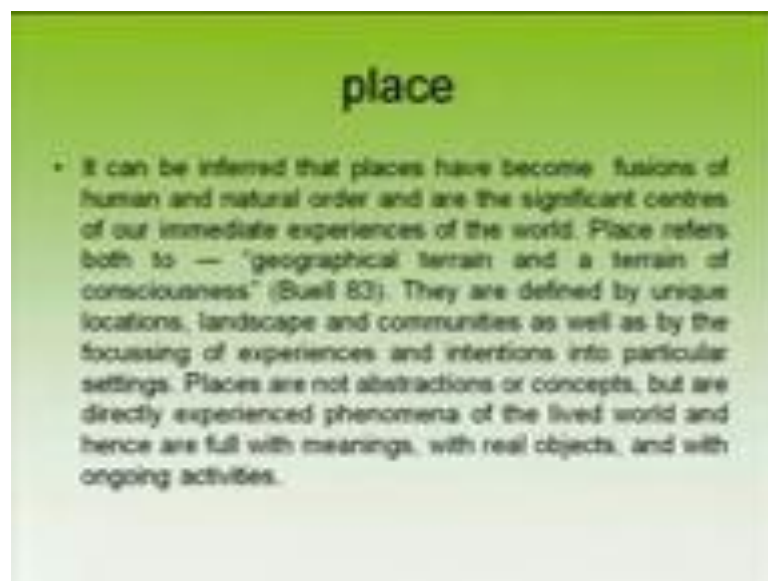 place
• It can be inferred that places have become fusions of
human and natural order and are the significant centres
of our immediate experiences of the world. Place refers
both to — "geographical terrain and a terrain of
consciousness" (Buell 83). They are defined by unique
locations, landscape and communities as well as by the
focussing of experiences and intentions into particular
settings. Places are not abstractions or concepts, but are
directly experienced phenomena of the lived world and
hence are full with meanings, with real objects, and with
ongoing activities.